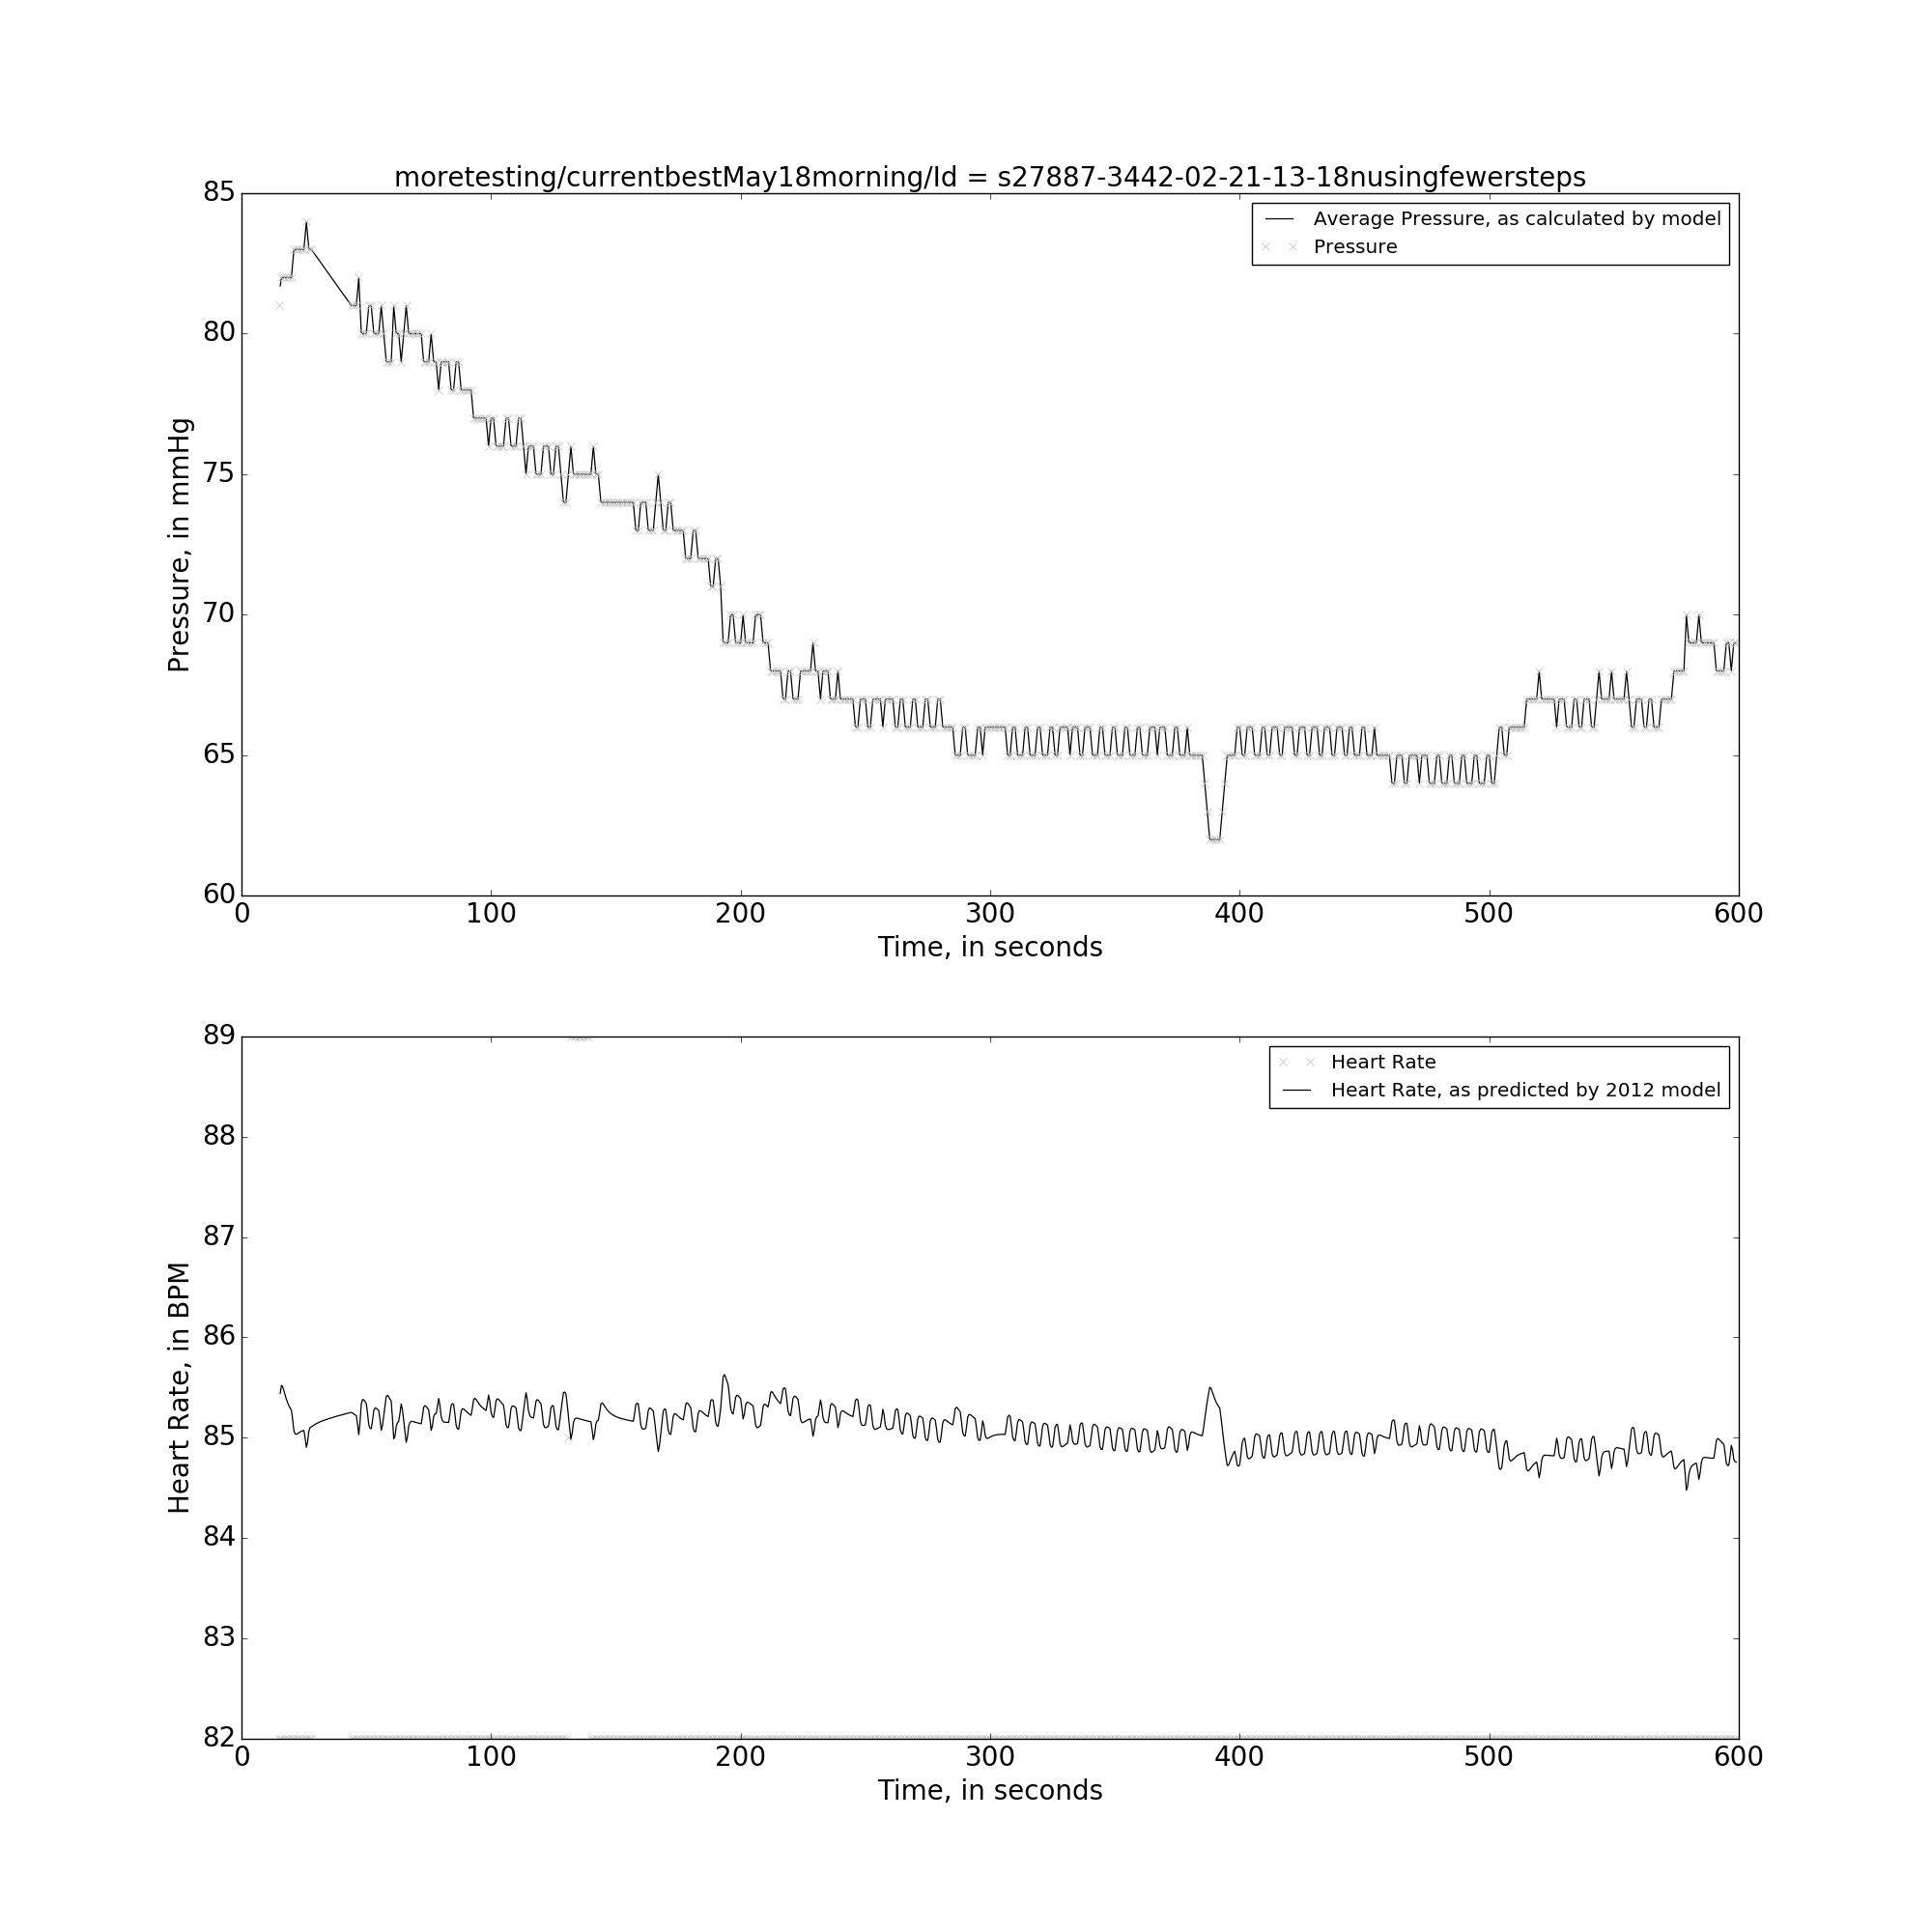 moretesting/currentbestMay18morning/Id = s27887-3442-02-21-13-18nusingfewersteps
85
80
75
70
65
60
Pressure, in mmHg
Average Pressure, as calculated by model
Pressure
0 100 200 300 400 500 600
Time, in seconds
89
88
87
86
85
84
83
82
Heart Rate, in BPM
Heart Rate
Heart Rate, as predicted by 2012 model
0 100 200 300 400 500 600
Time, in seconds